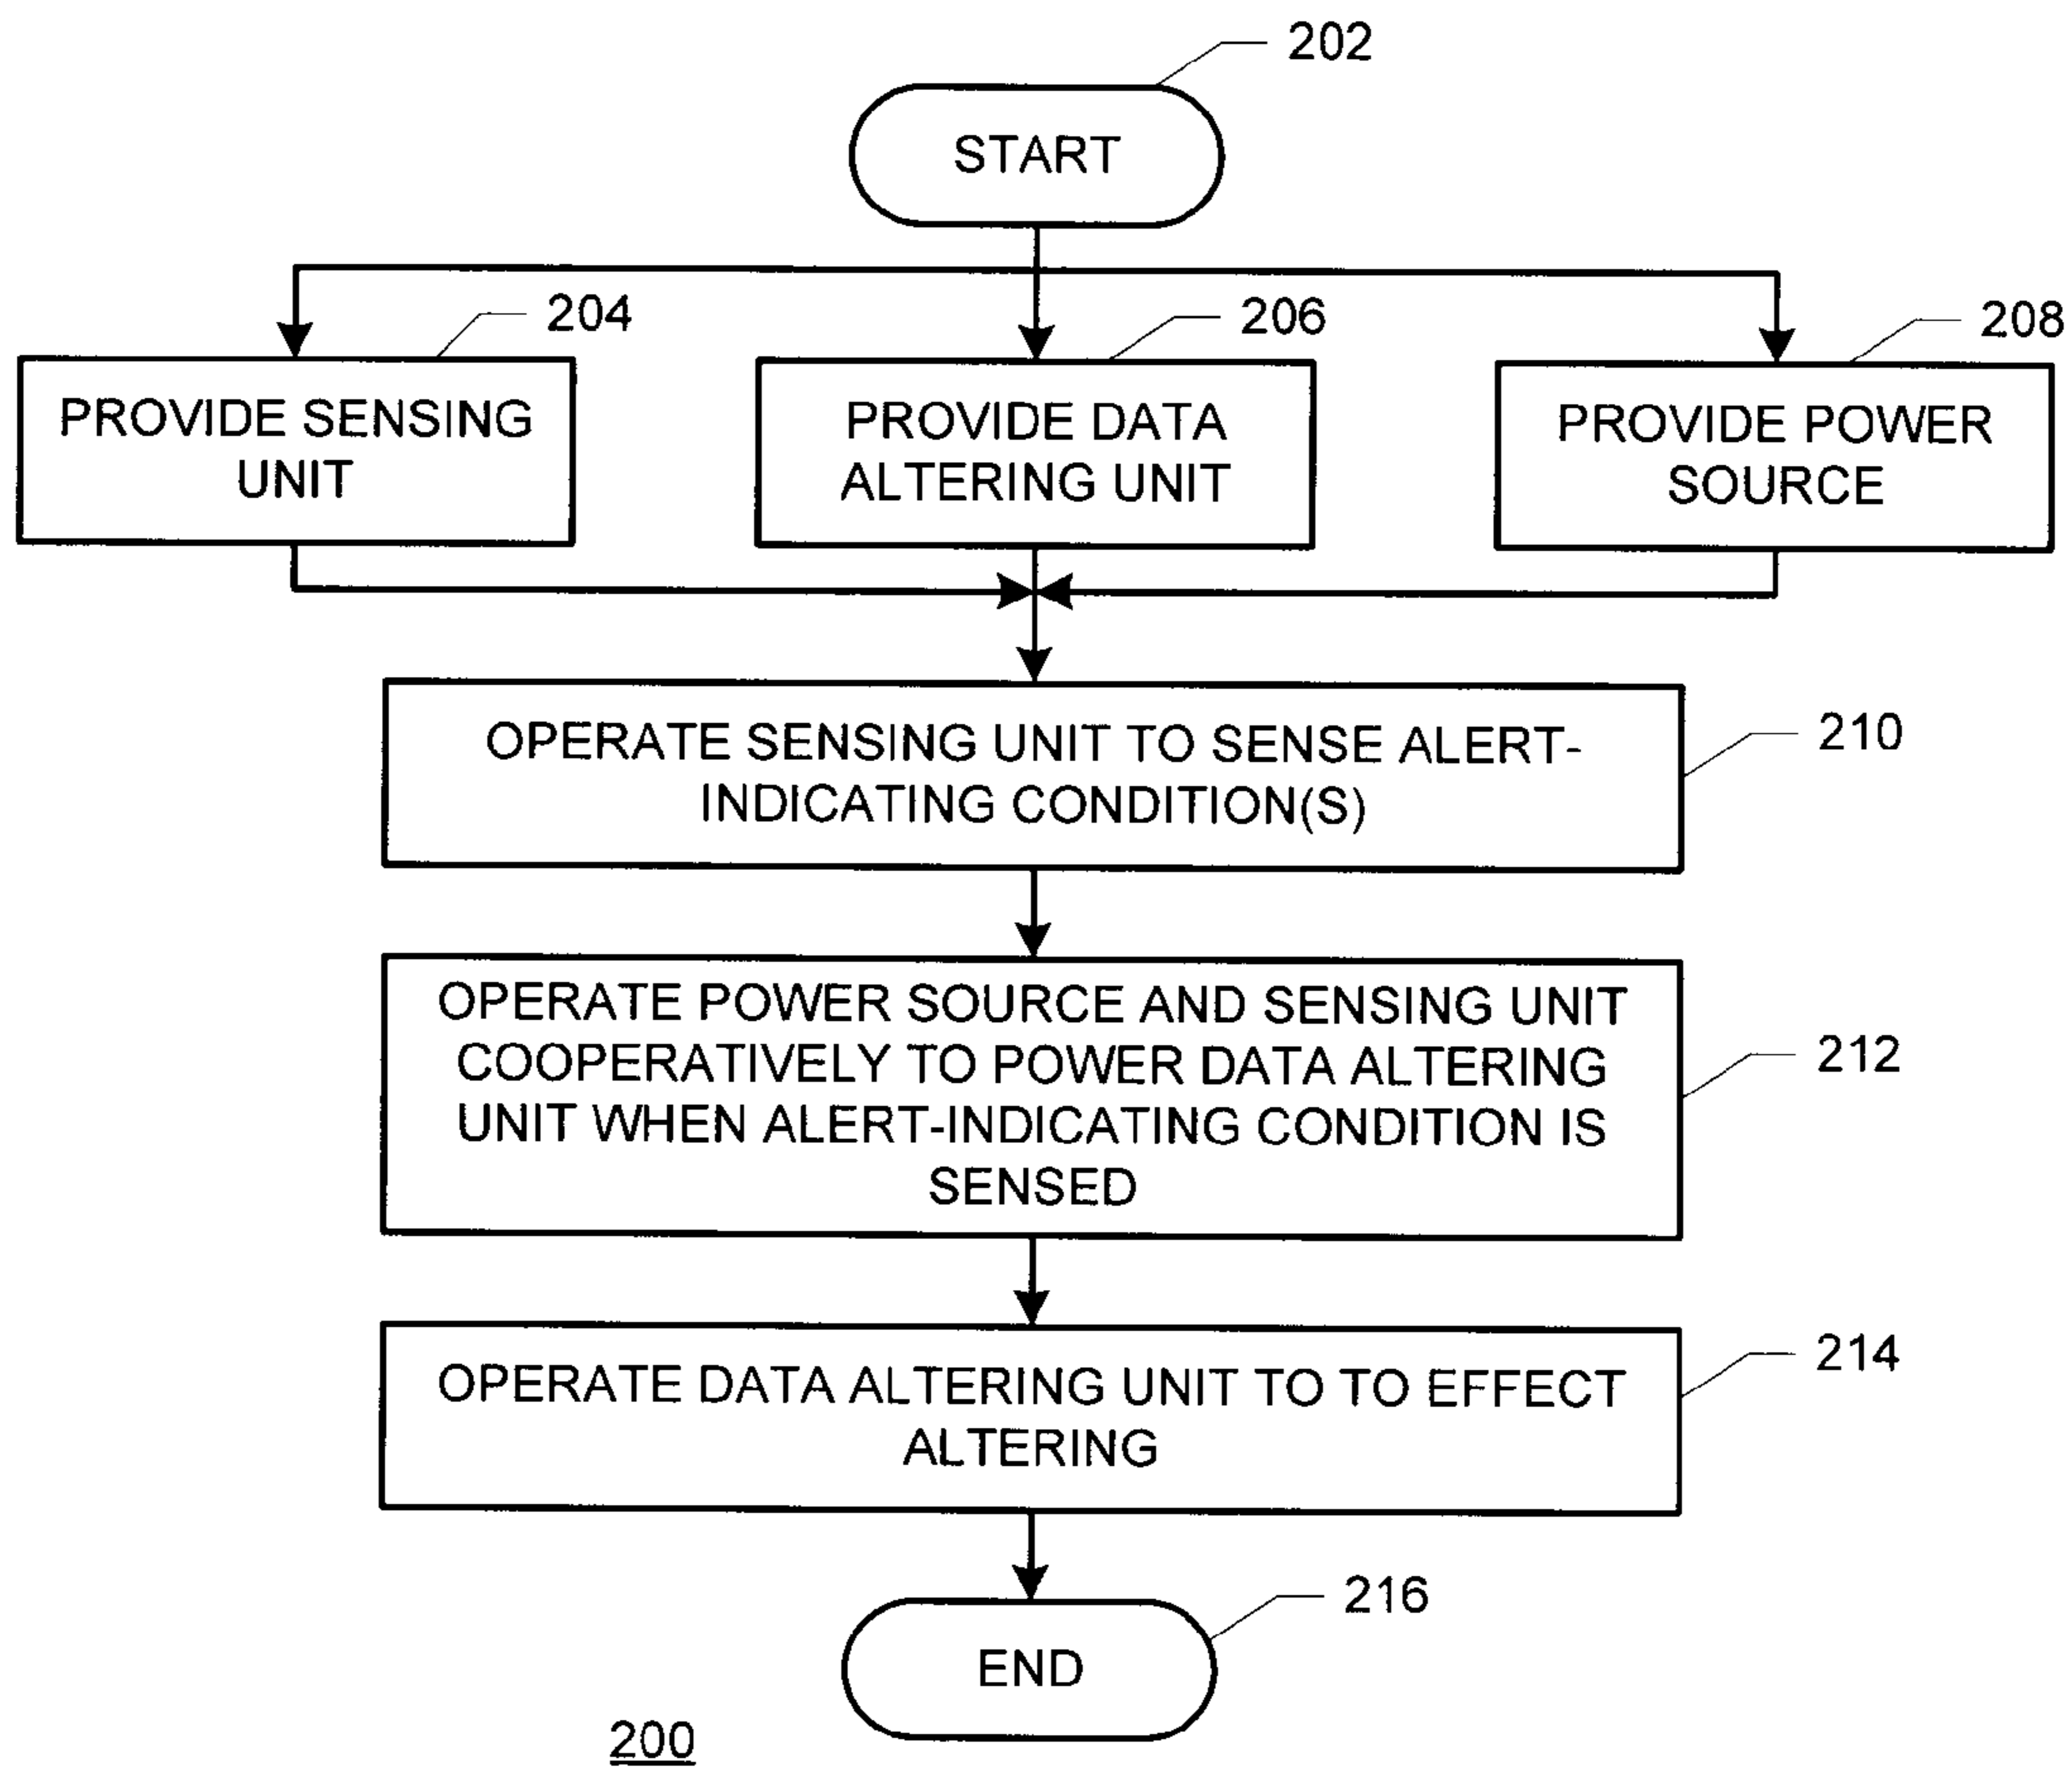 202
START
204
206
208
PROVIDE SENSING
UNIT
PROVIDE DATA
ALTERING UNIT
PROVIDE POWER
SOURCE
OPERATE SENSING UNIT TO SENSE ALERT-
INDICATING CONDITION(S)
210
OPERATE POWER SOURCE AND SENSING UNIT
COOPERATIVELY TO POWER DATA ALTERING
UNIT WHEN ALERT-INDICATING CONDITION IS
SENSED
212
OPERATE DATA ALTERING UNIT TO TO EFFECT
ALTERING
214
216
END
200